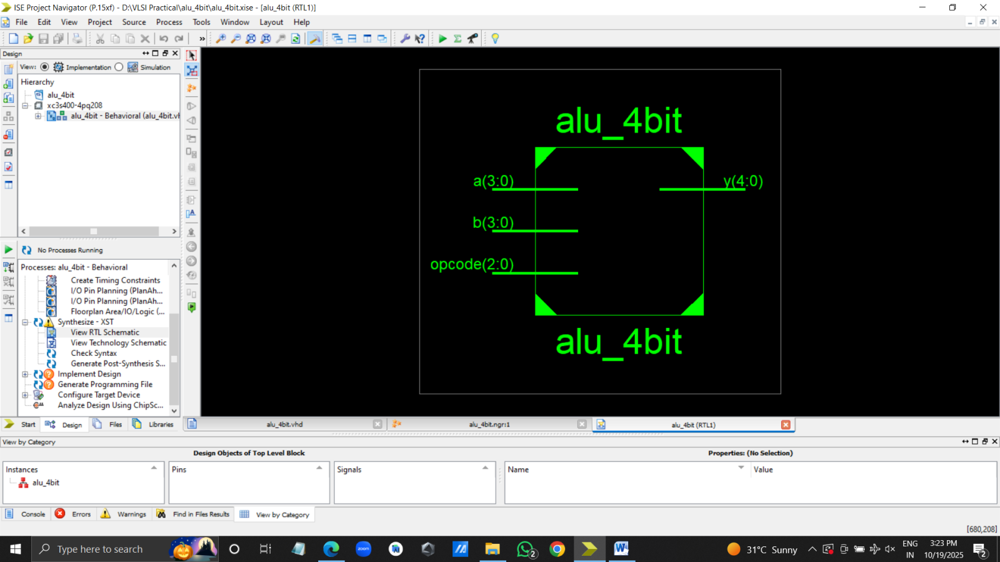 ISE Project Navigator (P.15xf) - D:\VLSI Practical\alu_4bit\alu_4bit.xise - [alu_4bit (RTL1)]
File Edit View Project Source Process Tools Window Layout Help
Design
View: Implementation Simulation
Hierarchy
alu_4bit
xc3s400-4pq208
alu_4bit - Behavioral (alu_4bit.vh
No Processes Running
Processes: alu_4bit - Behavioral
Create Timing Constraints
I/O Pin Planning (PlanAh...
I/O Pin Planning (PlanAh...
Floorplan Area/IO/Logic (...
Synthesize - XST
View RTL Schematic
View Technology Schematic
Check Syntax
Generate Post-Synthesis S...
Implement Design
Generate Programming File
Configure Target Device
Analyze Design Using ChipSc...
Start Design Files Libraries
alu_4bit
a(3:0)
y(4:0)
b(3:0)
opcode(2:0)
alu_4bit
alu_4bit.vhd alu_4bit.ngr:1 alu_4bit (RTL1)
View by Category
Design Objects of Top Level Block
Properties: (No Selection)
Instances Pins Signals Name Value
alu_4bit
Console Errors Warnings Find in Files Results View by Category
[680,208]
Type here to search
zoom
2
31°C Sunny
ENG
IN
3:23 PM
10/19/2025
2